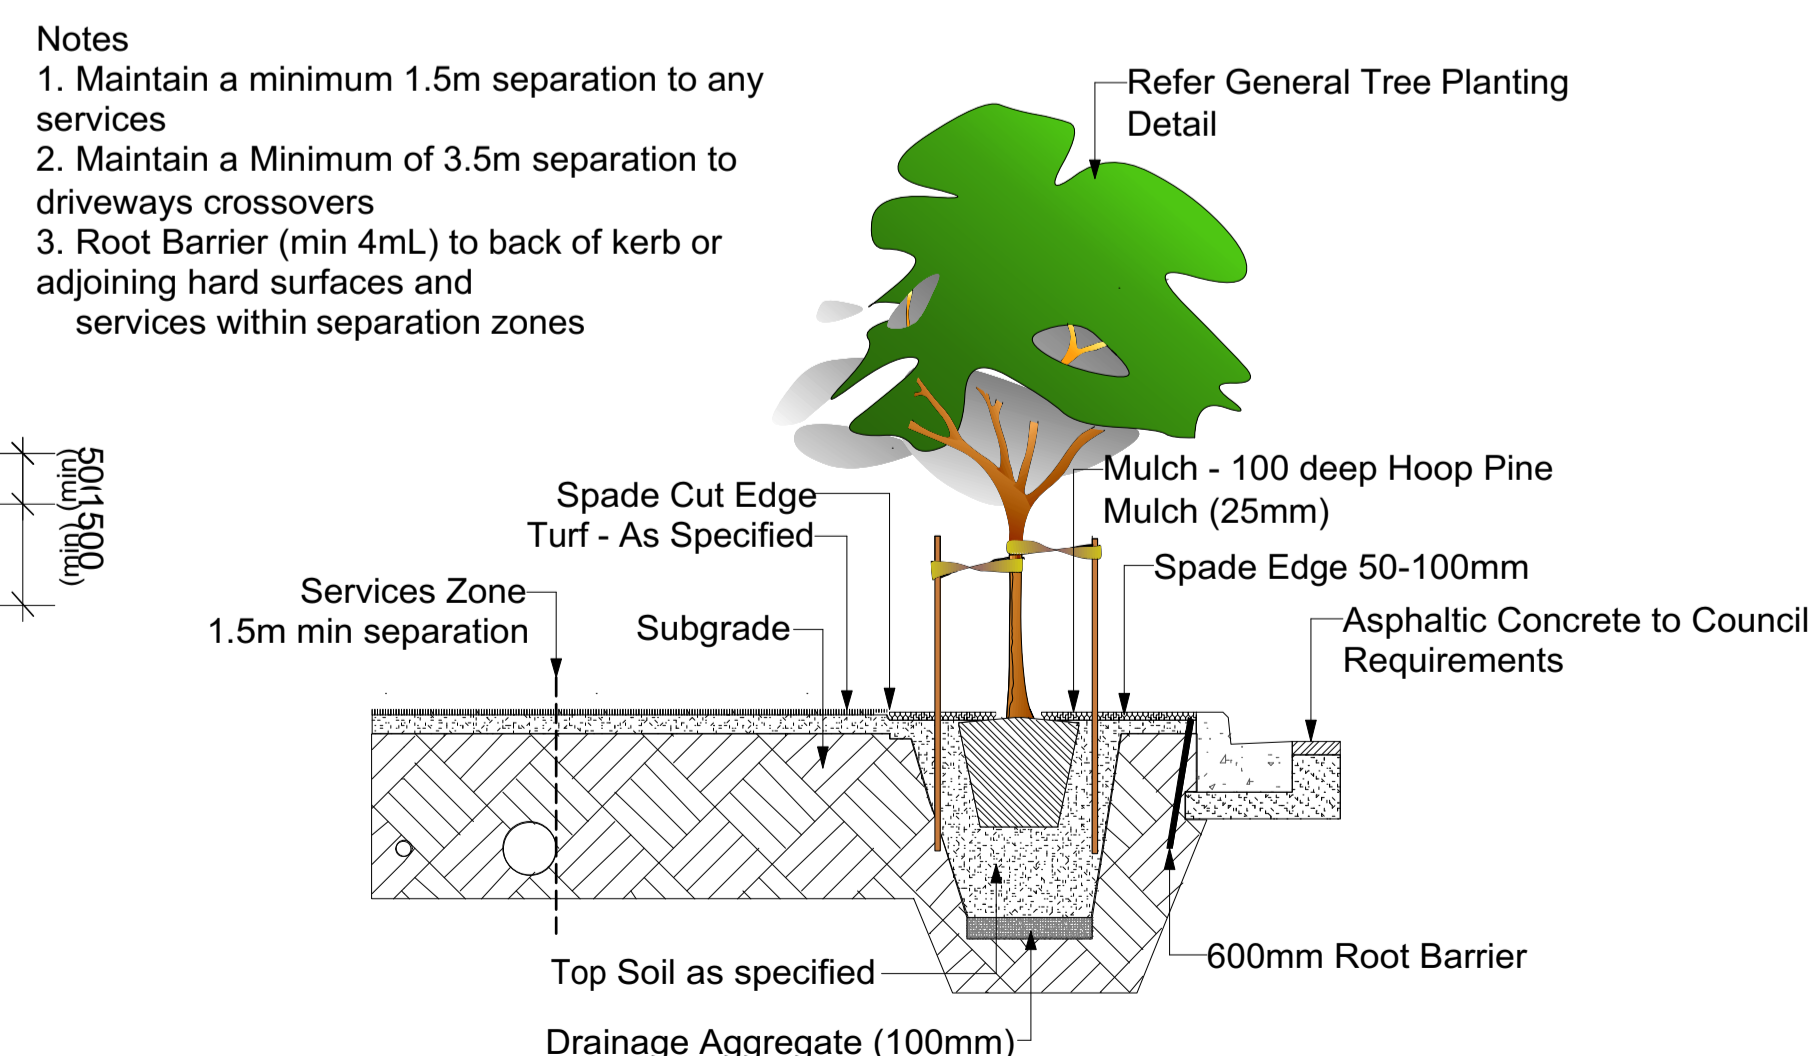 Notes
1. Maintain a minimum 1.5m separation to any
services
2. Maintain a Minimum of 3.5m separation to
driveways crossovers
3. Root Barrier (min 4mL) to back of kerb or
adjoining hard surfaces and
services within separation zones
Refer General Tree Planting
Detail
(min)
1500
(min)
Mulch - 100 deep Hoop Pine
Mulch (25mm)
Spade Cut Edge
Turf - As Specified
Spade Edge 50-100mm
Services Zone
1.5m min separation
Subgrade
Asphaltic Concrete to Council
Requirements
Top Soil as specified
600mm Root Barrier
Drainage Aggregate (100mm)